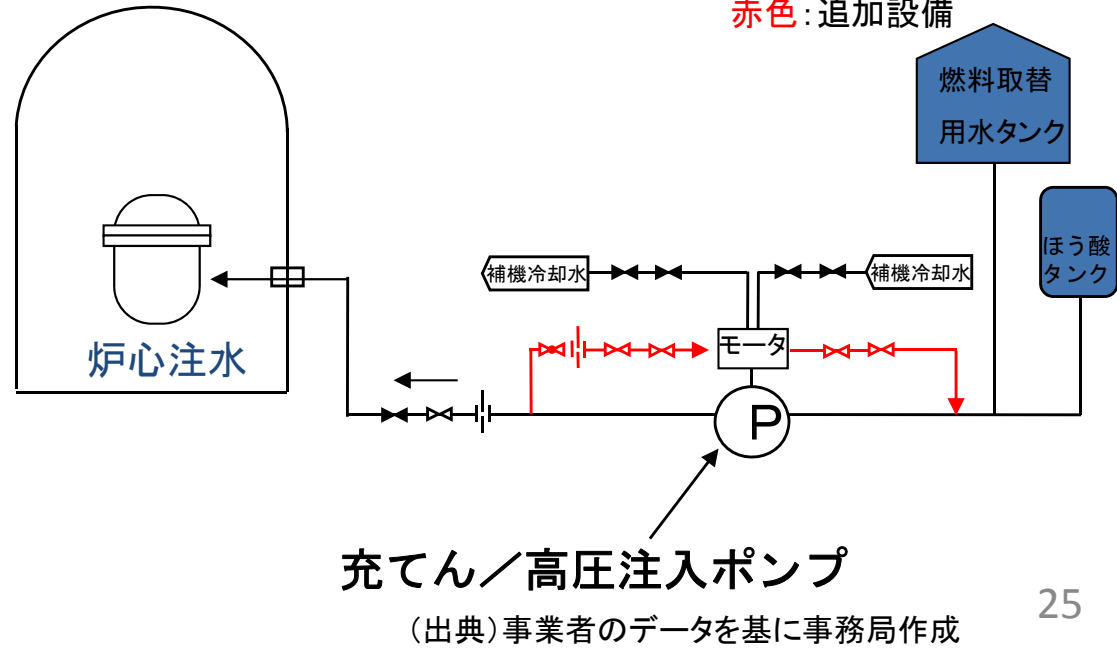 赤色：追加設備
燃料取替
用水タンク
ほう酸
タンク
補機冷却水
補機冷却水
モータ
炉心注水
P
充てん／高圧注入ポンプ
（出典）事業者のデータを基に事務局作成
25